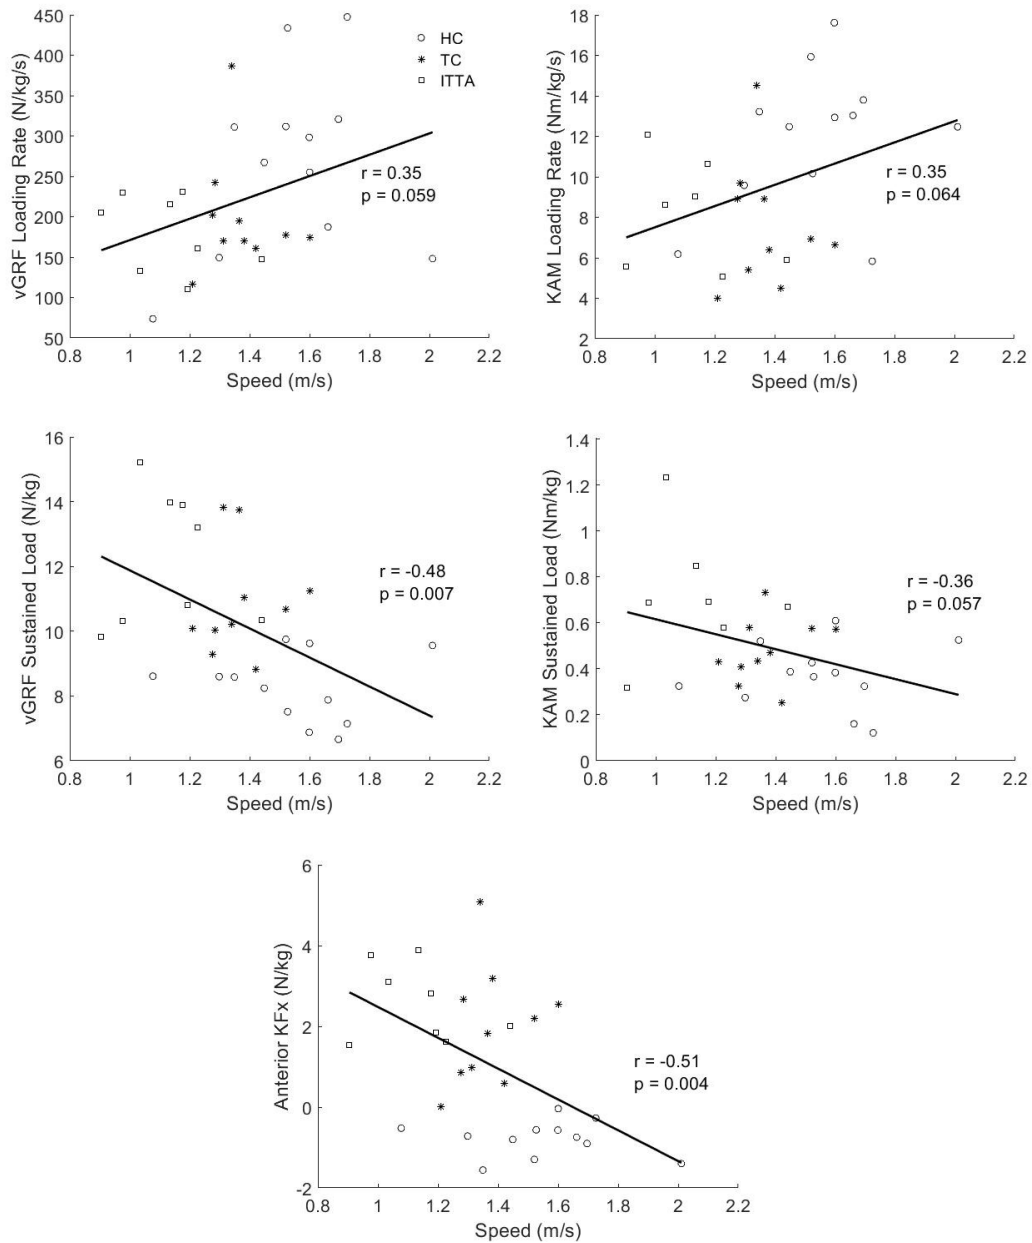 450
400
350
300
250
200
150
100
50
vGRF Loading Rate (N/kg/s)
HC
TC
ITTA
r = 0.35
p = 0.059
0.8 1 1.2 1.4 1.6 1.8 2 2.2
Speed (m/s)
18
16
14
12
10
8
6
4
2
KAM Loading Rate (Nm/kg/s)
r = 0.35
p = 0.064
0.8 1 1.2 1.4 1.6 1.8 2 2.2
Speed (m/s)
16
14
12
10
8
6
vGRF Sustained Load (N/kg)
r = -0.48
p = 0.007
0.8 1 1.2 1.4 1.6 1.8 2 2.2
Speed (m/s)
1.4
1.2
1
0.8
0.6
0.4
0.2
0
KAM Sustained Load (Nm/kg)
r = -0.36
p = 0.057
0.8 1 1.2 1.4 1.6 1.8 2 2.2
Speed (m/s)
6
4
2
0
-2
Anterior KFx (N/kg)
r = -0.51
p = 0.004
0.8 1 1.2 1.4 1.6 1.8 2 2.2
Speed (m/s)